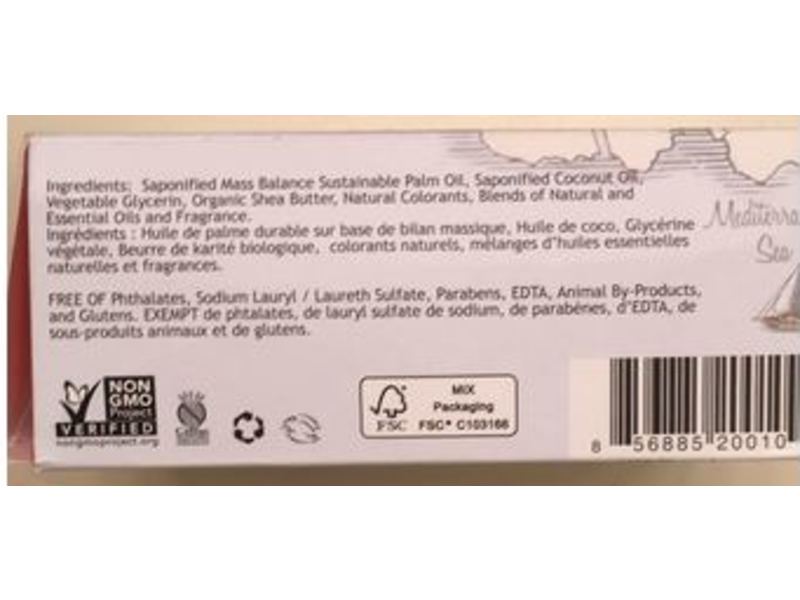 Ingredients: Saponified Mass Balance Sustainable Palm Oil, Saponified Coconut Oil,
Vegetable Glycerin, Organic Shea Butter, Natural Colorants, Blends of Natural and
Essential Oils and Fragrance.
Ingrédients : Huile de palme durable sur base de bilan massique, Huile de coco, Glycérine
végétale, Beurre de karité biologique, colorants naturels, mélanges d'huiles essentielles
naturelles et fragrances.
Mediterra
Sea
FREE OF Phthalates, Sodium Lauryl / Laureth Sulfate, Parabens, EDTA, Animal By-Products,
and Glutens. EXEMPT de phtalates, de lauryl sulfate de sodium, de parabènes, d'EDTA, de
sous-produits animaux et de glutens.
NON
GMO
Project
VERIFIED
nongmoproject.org
FSC
MIX
Packaging
FSC® C103166
8 56885 20010